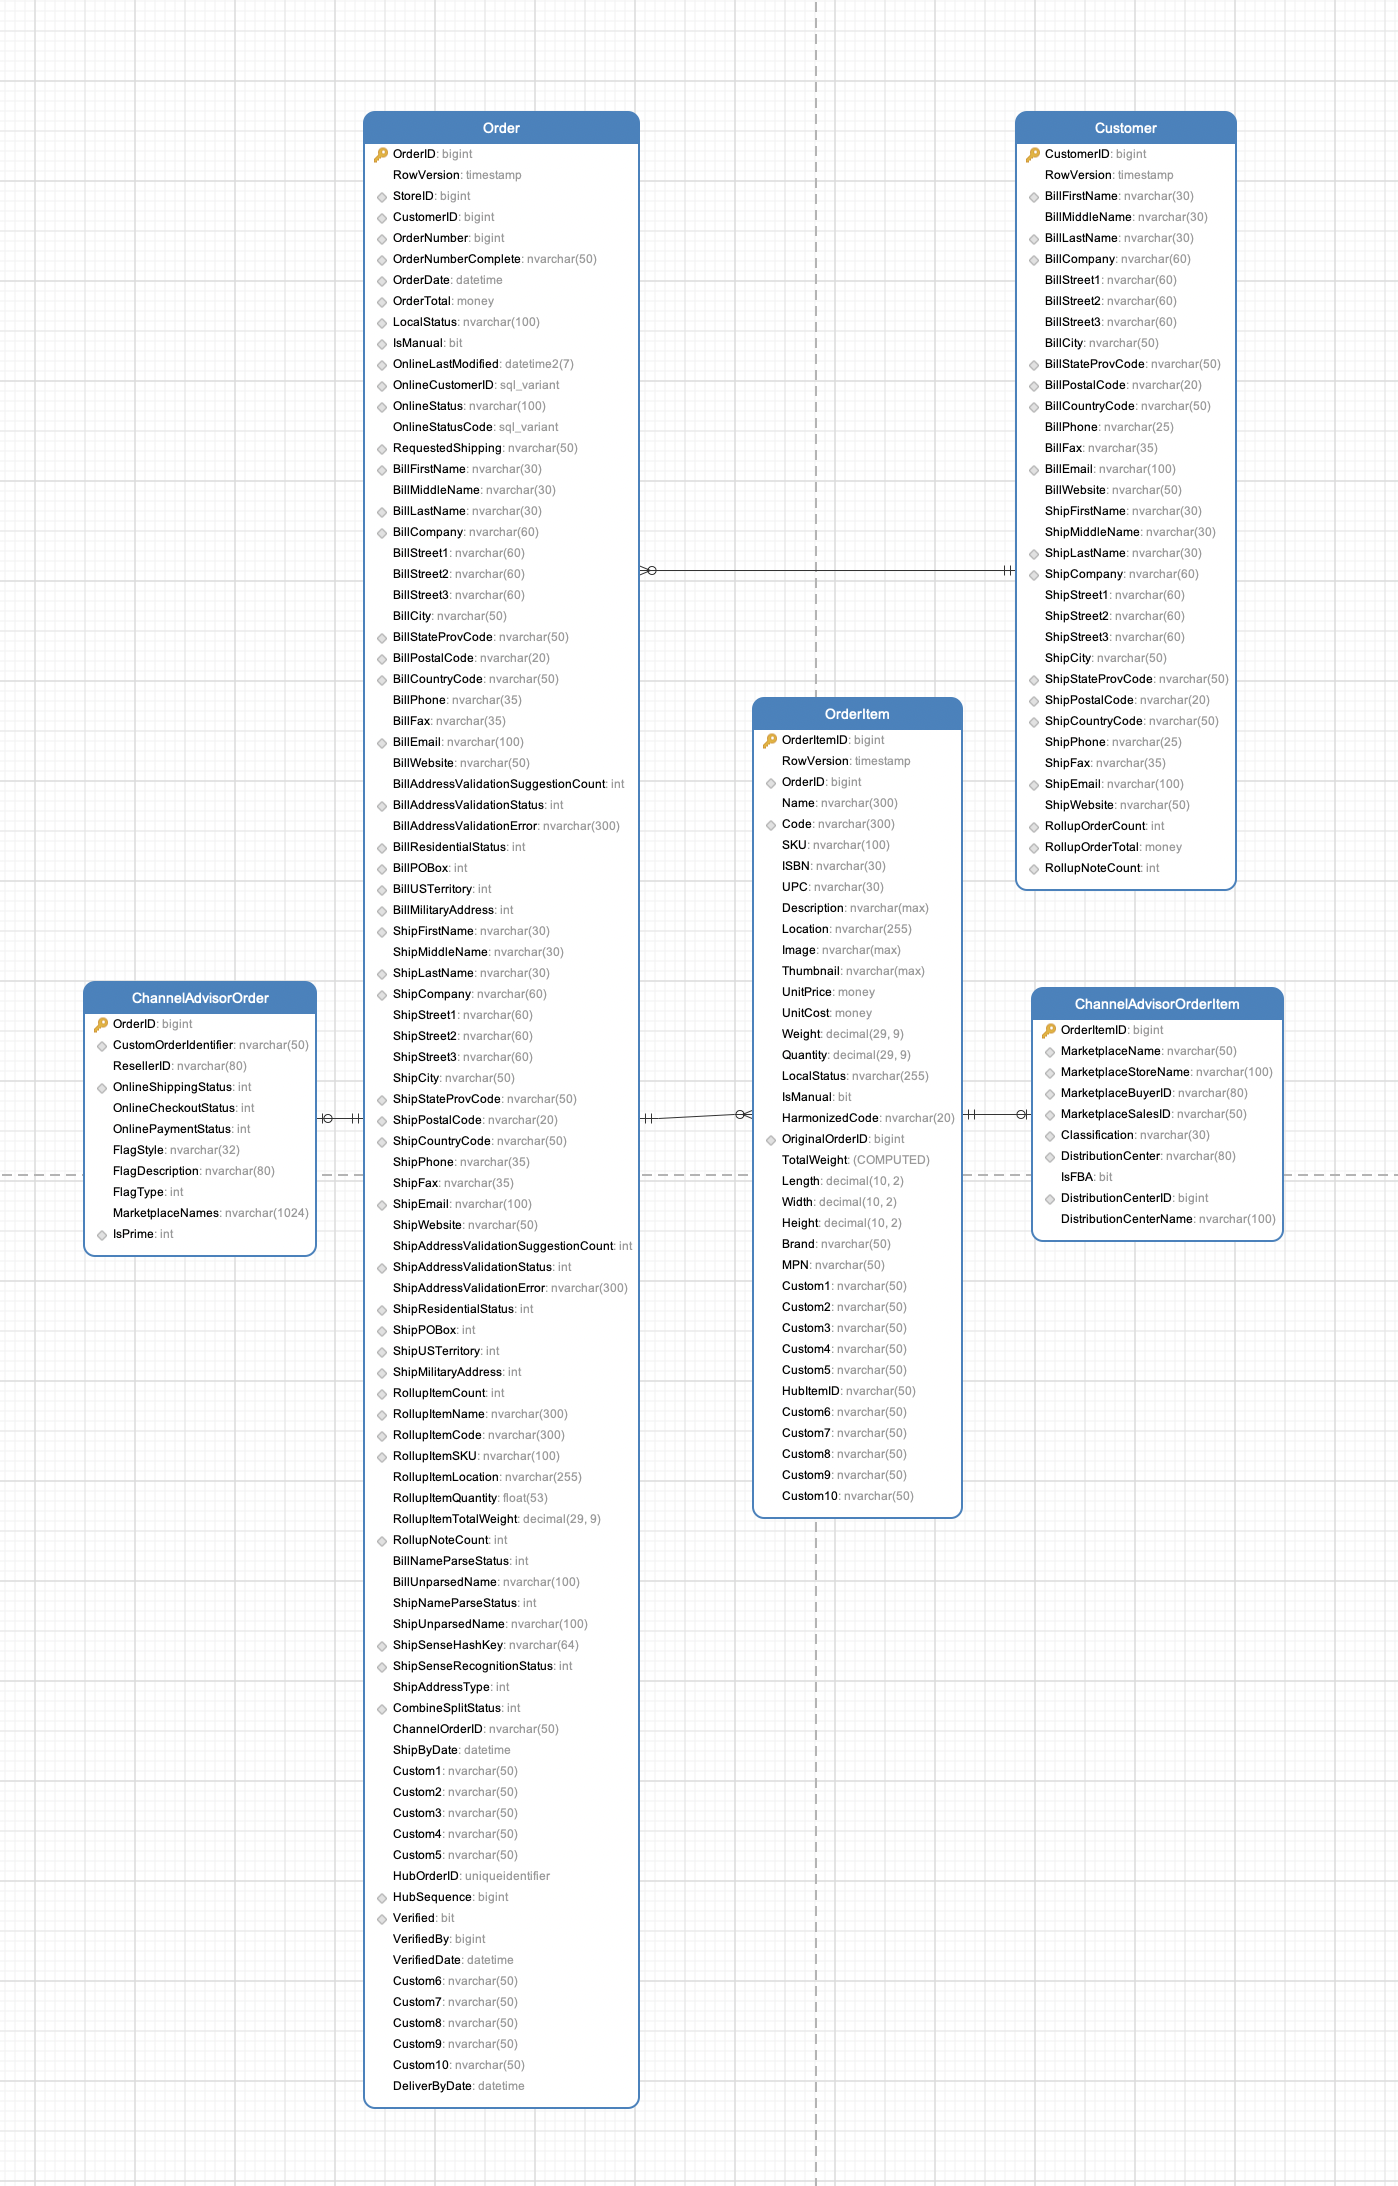 Order
OrderID: bigint
RowVersion: timestamp
StoreID: bigint
CustomerID: bigint
OrderNumber: bigint
OrderNumberComplete: nvarchar(50)
OrderDate: datetime
OrderTotal: money
LocalStatus: nvarchar(100)
IsManual: bit
OnlineLastModified: datetime2(7)
OnlineCustomerID: sql_variant
OnlineStatus: nvarchar(100)
OnlineStatusCode: sql_variant
RequestedShipping: nvarchar(50)
BillFirstName: nvarchar(30)
BillMiddleName: nvarchar(30)
BillLastName: nvarchar(30)
BillCompany: nvarchar(60)
BillStreet1: nvarchar(60)
BillStreet2: nvarchar(60)
BillStreet3: nvarchar(60)
BillCity: nvarchar(50)
BillStateProvCode: nvarchar(50)
BillPostalCode: nvarchar(20)
BillCountryCode: nvarchar(50)
BillPhone: nvarchar(35)
BillFax: nvarchar(35)
BillEmail: nvarchar(100)
BillWebsite: nvarchar(50)
BillAddressValidationSuggestionCount: int
BillAddressValidationStatus: int
BillAddressValidationError: nvarchar(300)
BillResidentialStatus: int
BillPOBox: int
BillUSTerritory: int
BillMilitaryAddress: int
ShipFirstName: nvarchar(30)
ShipMiddleName: nvarchar(30)
ShipLastName: nvarchar(30)
ShipCompany: nvarchar(60)
ShipStreet1: nvarchar(60)
ShipStreet2: nvarchar(60)
ShipStreet3: nvarchar(60)
ShipCity: nvarchar(50)
ShipStateProvCode: nvarchar(50)
ShipPostalCode: nvarchar(20)
ShipCountryCode: nvarchar(50)
ShipPhone: nvarchar(35)
ShipFax: nvarchar(35)
ShipEmail: nvarchar(100)
ShipWebsite: nvarchar(50)
ShipAddressValidationSuggestionCount: int
ShipAddressValidationStatus: int
ShipAddressValidationError: nvarchar(300)
ShipResidentialStatus: int
ShipPOBox: int
ShipUSTerritory: int
ShipMilitaryAddress: int
RollupItemCount: int
RollupItemName: nvarchar(300)
RollupItemCode: nvarchar(300)
RollupItemSKU: nvarchar(100)
RollupItemLocation: nvarchar(255)
RollupItemQuantity: float(53)
RollupItemTotalWeight: decimal(29, 9)
RollupNoteCount: int
BillNameParseStatus: int
BillUnparsedName: nvarchar(100)
ShipNameParseStatus: int
ShipUnparsedName: nvarchar(100)
ShipSenseHashKey: nvarchar(64)
ShipSenseRecognitionStatus: int
ShipAddressType: int
CombineSplitStatus: int
ChannelOrderID: nvarchar(50)
ShipByDate: datetime
Custom1: nvarchar(50)
Custom2: nvarchar(50)
Custom3: nvarchar(50)
Custom4: nvarchar(50)
Custom5: nvarchar(50)
HubOrderID: uniqueidentifier
HubSequence: bigint
Verified: bit
VerifiedBy: bigint
VerifiedDate: datetime
Custom6: nvarchar(50)
Custom7: nvarchar(50)
Custom8: nvarchar(50)
Custom9: nvarchar(50)
Custom10: nvarchar(50)
DeliverByDate: datetime
Customer
CustomerID: bigint
RowVersion: timestamp
BillFirstName: nvarchar(30)
BillMiddleName: nvarchar(30)
BillLastName: nvarchar(30)
BillCompany: nvarchar(60)
BillStreet1: nvarchar(60)
BillStreet2: nvarchar(60)
BillStreet3: nvarchar(60)
BillCity: nvarchar(50)
BillStateProvCode: nvarchar(50)
BillPostalCode: nvarchar(20)
BillCountryCode: nvarchar(50)
BillPhone: nvarchar(25)
BillFax: nvarchar(35)
BillEmail: nvarchar(100)
BillWebsite: nvarchar(50)
ShipFirstName: nvarchar(30)
ShipMiddleName: nvarchar(30)
ShipLastName: nvarchar(30)
ShipCompany: nvarchar(60)
ShipStreet1: nvarchar(60)
ShipStreet2: nvarchar(60)
ShipStreet3: nvarchar(60)
ShipCity: nvarchar(50)
ShipStateProvCode: nvarchar(50)
ShipPostalCode: nvarchar(20)
ShipCountryCode: nvarchar(50)
ShipPhone: nvarchar(25)
ShipFax: nvarchar(35)
ShipEmail: nvarchar(100)
ShipWebsite: nvarchar(50)
RollupOrderCount: int
RollupOrderTotal: money
RollupNoteCount: int
OrderItem
OrderItemID: bigint
RowVersion: timestamp
OrderID: bigint
Name: nvarchar(300)
Code: nvarchar(300)
SKU: nvarchar(100)
ISBN: nvarchar(30)
UPC: nvarchar(30)
Description: nvarchar(max)
Location: nvarchar(255)
Image: nvarchar(max)
Thumbnail: nvarchar(max)
UnitPrice: money
UnitCost: money
Weight: decimal(29, 9)
Quantity: decimal(29, 9)
LocalStatus: nvarchar(255)
IsManual: bit
HarmonizedCode: nvarchar(20)
OriginalOrderID: bigint
TotalWeight: (COMPUTED)
Length: decimal(10, 2)
Width: decimal(10, 2)
Height: decimal(10, 2)
Brand: nvarchar(50)
MPN: nvarchar(50)
Custom1: nvarchar(50)
Custom2: nvarchar(50)
Custom3: nvarchar(50)
Custom4: nvarchar(50)
Custom5: nvarchar(50)
HubItemID: nvarchar(50)
Custom6: nvarchar(50)
Custom7: nvarchar(50)
Custom8: nvarchar(50)
Custom9: nvarchar(50)
Custom10: nvarchar(50)
ChannelAdvisorOrder
OrderID: bigint
CustomOrderIdentifier: nvarchar(50)
ResellerID: nvarchar(80)
OnlineShippingStatus: int
OnlineCheckoutStatus: int
OnlinePaymentStatus: int
FlagStyle: nvarchar(32)
FlagDescription: nvarchar(80)
FlagType: int
MarketplaceNames: nvarchar(1024)
IsPrime: int
ChannelAdvisorOrderItem
OrderItemID: bigint
MarketplaceName: nvarchar(50)
MarketplaceStoreName: nvarchar(100)
MarketplaceBuyerID: nvarchar(80)
MarketplaceSalesID: nvarchar(50)
Classification: nvarchar(30)
DistributionCenter: nvarchar(80)
IsFBA: bit
DistributionCenterID: bigint
DistributionCenterName: nvarchar(100)